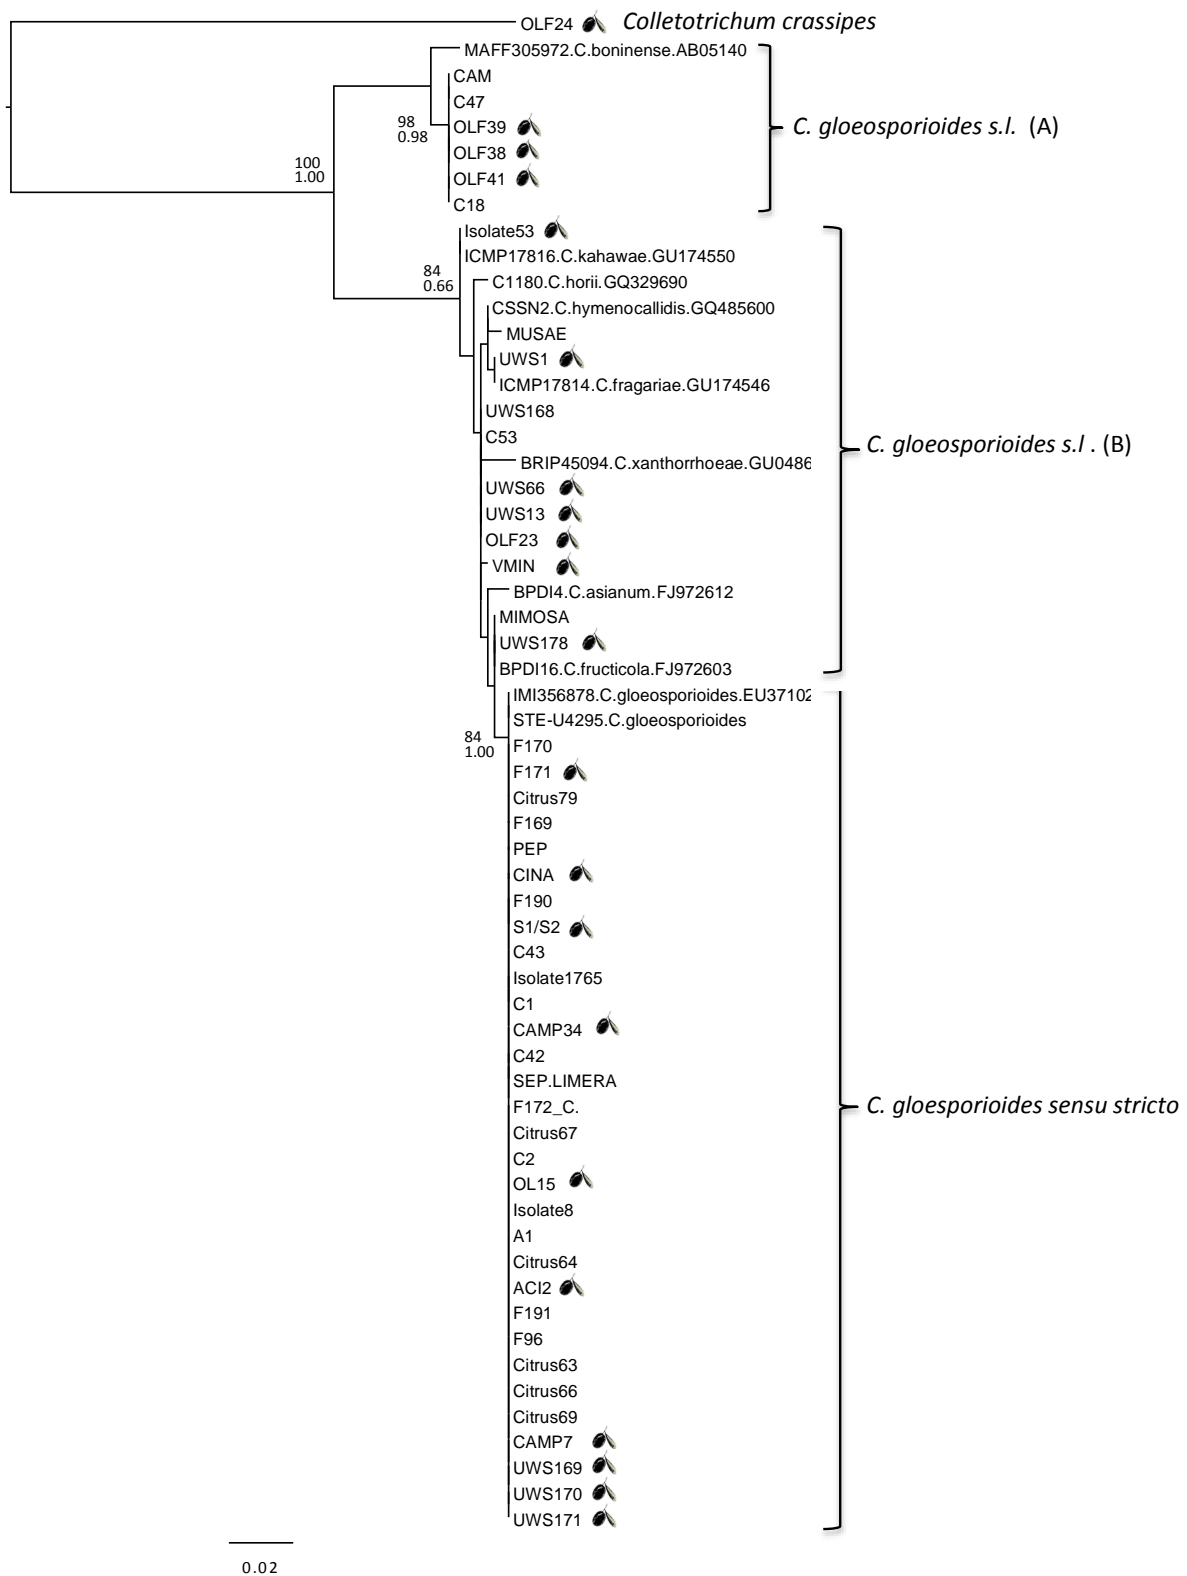 OLF24 Colletotrichum crassipes
MAFF305972.C.boninense.AB05140
CAM
C47
98
0.98
OLF39
C. gloeosporioides s.l. (A)
OLF38
100
1.00
OLF41
C18
Isolate53
ICMP17816.C.kahawae.GU174550
84
0.66
C1180.C.horii.GQ329690
CSSN2.C.hymenocallidis.GQ485600
MUSAE
UWS1
ICMP17814.C.fragariae.GU174546
UWS168
C53
C. gloeosporioides s.l . (B)
BRIP45094.C.xanthorrhoeae.GU0486
UWS66
UWS13
OLF23
VMIN
BPDI4.C.asianum.FJ972612
MIMOSA
UWS178
BPDI16.C.fructicola.FJ972603
IMI356878.C.gloeosporioides.EU37102
STE-U4295.C.gloeosporioides
84
1.00
F170
F171
Citrus79
F169
PEP
CINA
F190
S1/S2
C43
Isolate1765
C1
CAMP34
C42
SEP.LIMERA
F172_C.
C. gloesporioides sensu stricto
Citrus67
C2
OL15
Isolate8
A1
Citrus64
ACI2
F191
F96
Citrus63
Citrus66
Citrus69
CAMP7
UWS169
UWS170
UWS171
0.02